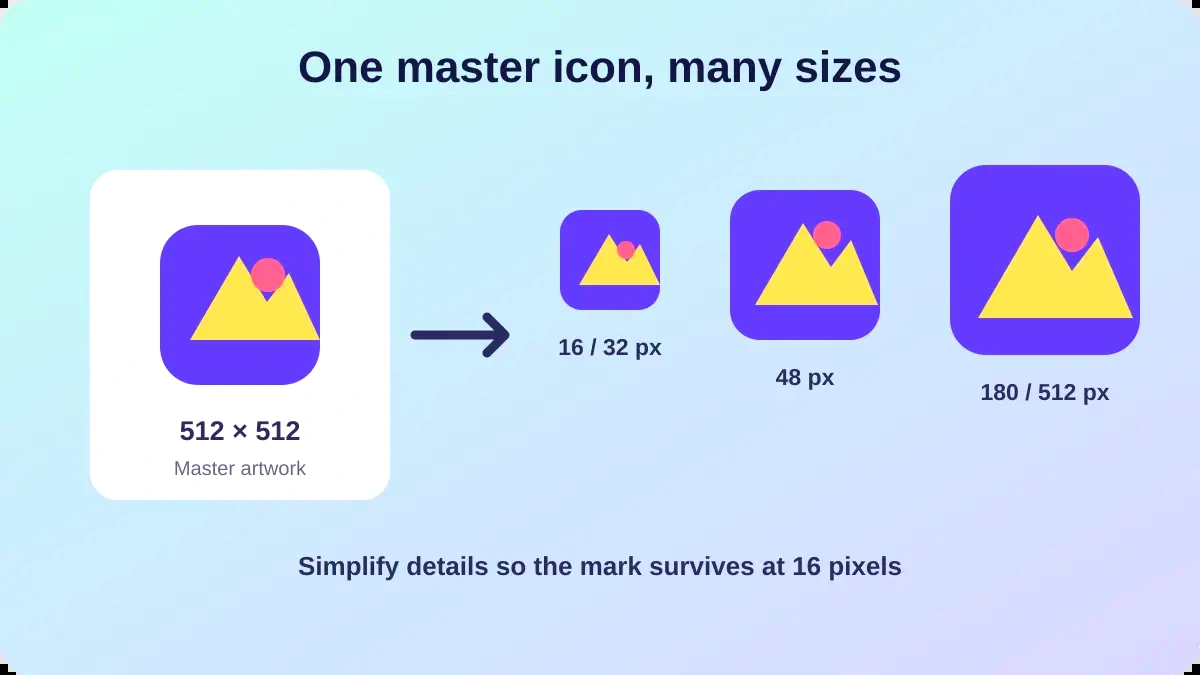 One master icon, many sizes
512 × 512
Master artwork
16 / 32 px
48 px
180 / 512 px
Simplify details so the mark survives at 16 pixels